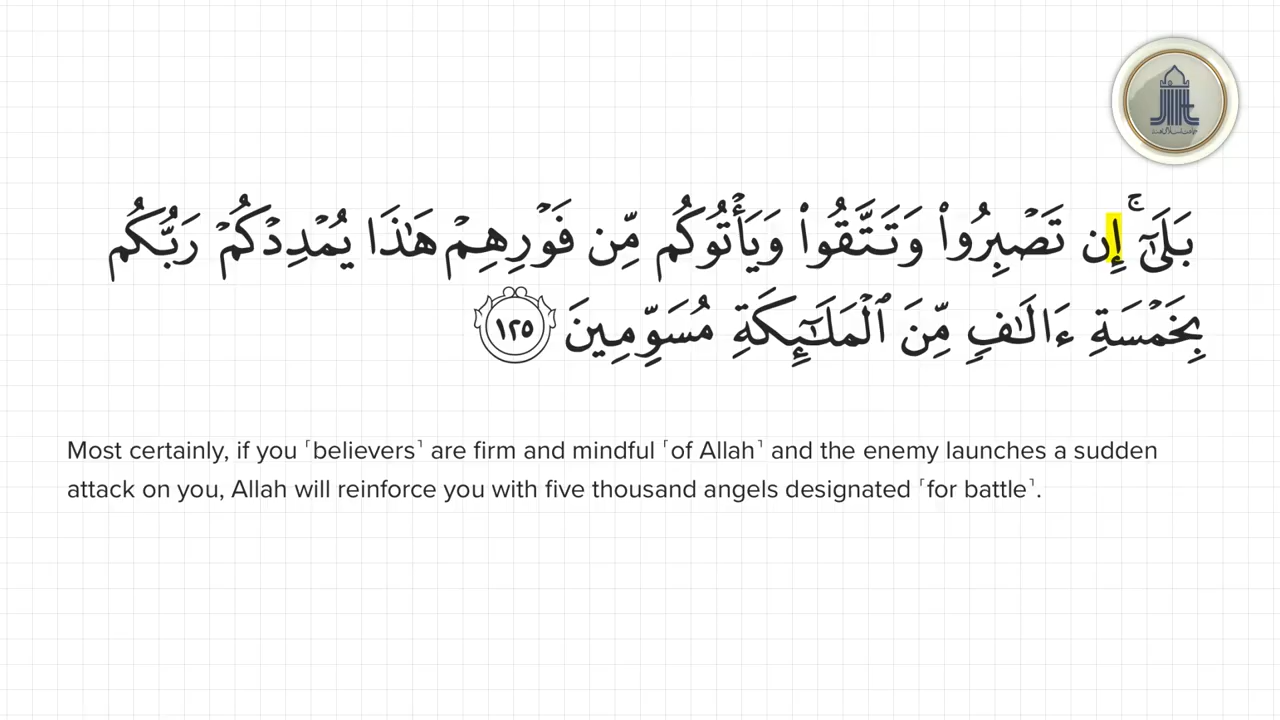 بَلَىٰٓ ۚ إِن تَصْبِرُوا۟ وَتَتَّقُوا۟ وَيَأْتُوكُم مِّن فَوْرِهِمْ هَـٰذَا يُمْدِدْكُمْ رَبُّكُم
بِخَمْسَةِ ءَالَـٰفٍ مِّنَ ٱلْمَلَـٰٓئِكَةِ مُسَوِّمِينَ ١٢٥
Most certainly, if you ˹believers˺ are firm and mindful ˹of Allah˺ and the enemy launches a sudden
attack on you, Allah will reinforce you with five thousand angels designated ˹for battle˺.